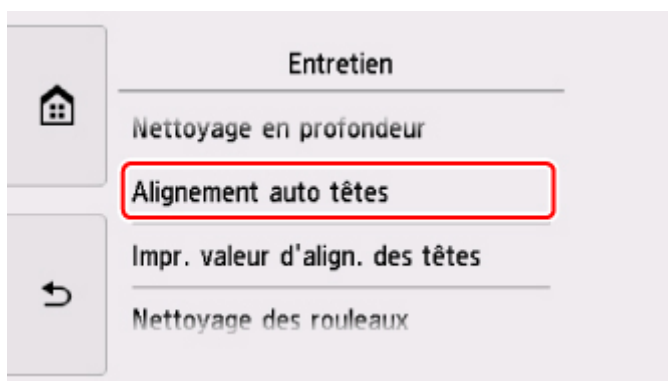 Entretien
Nettoyage en profondeur
Alignement auto têtes
Impr. valeur d'align. des têtes
Nettoyage des rouleaux